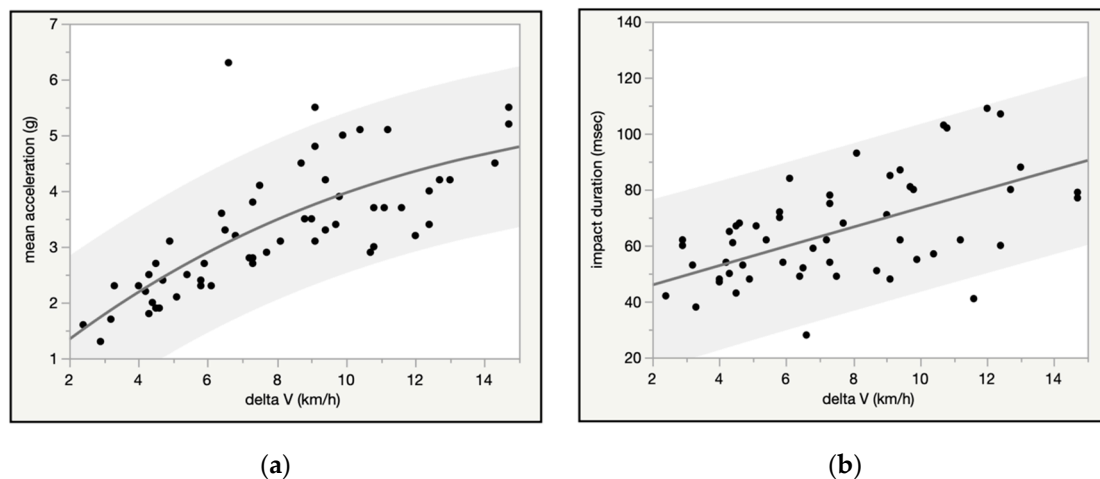 7
6
5
4
3
2
1
mean acceleration (g)
2 4 6 8 10 12 14
delta V (km/h)
(a)
140
120
100
80
60
40
20
impact duration (msec)
2 4 6 8 10 12 14
delta V (km/h)
(b)